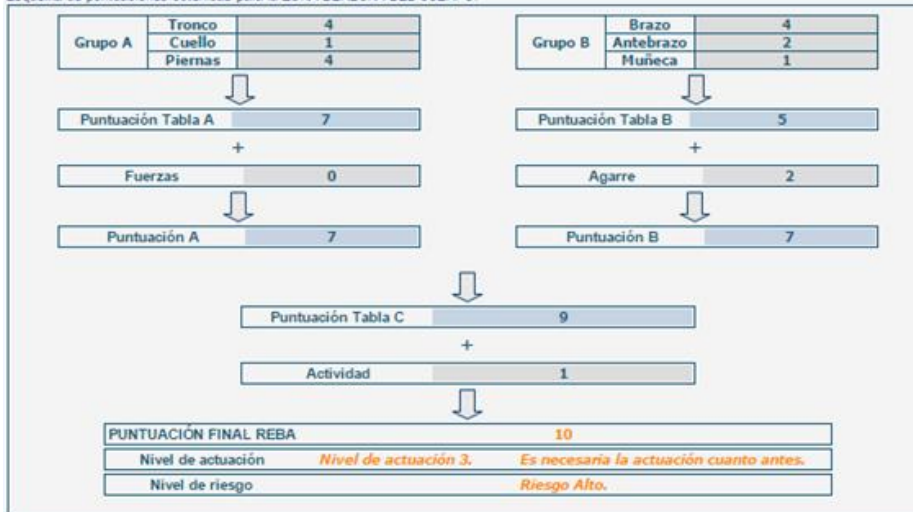 Grupo A Tronco 4
Cuello 1
Piernas 4
Grupo B Brazo 4
Antebrazo 2
Muñeca 1
Puntuación Tabla A 7
+
Fuerzas 0
Puntuación A 7
Puntuación Tabla B 5
+
Agarre 2
Puntuación B 7
Puntuación Tabla C 9
+
Actividad 1
PUNTUACIÓN FINAL REBA 10
Nivel de actuación Nivel de actuación 3. Es necesaria la actuación cuanto antes.
Nivel de riesgo Riesgo Alto.